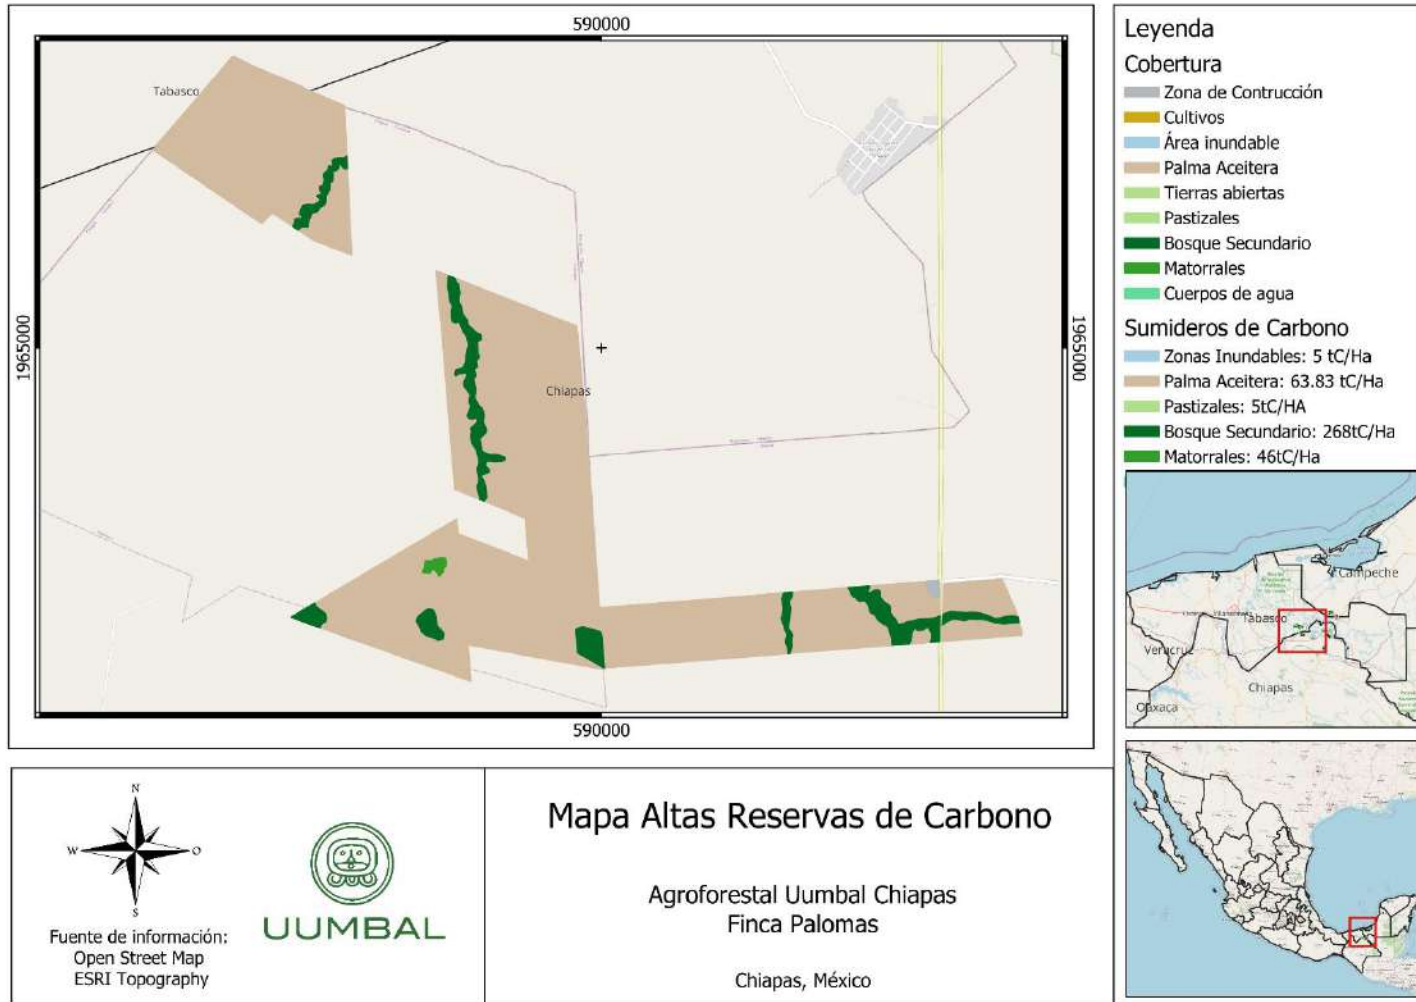 590000
Tabasco
1965000
1965000
Chiapas
590000
Leyenda
Cobertura
Zona de Contrucción
Cultivos
Área inundable
Palma Aceitera
Tierras abiertas
Pastizales
Bosque Secundario
Matorrales
Cuerpos de agua
Sumideros de Carbono
Zonas Inundables: 5 tC/Ha
Palma Aceitera: 63.83 tC/Ha
Pastizales: 5tC/HA
Bosque Secundario: 268tC/Ha
Matorrales: 46tC/Ha
Campeche
Tabasco
Veracruz
Chiapas
Oaxaca
N
W
O
S
Fuente de información:
Open Street Map
ESRI Topography
UUMBAL
Mapa Altas Reservas de Carbono
Agroforestal Uumbal Chiapas
Finca Palomas
Chiapas, México